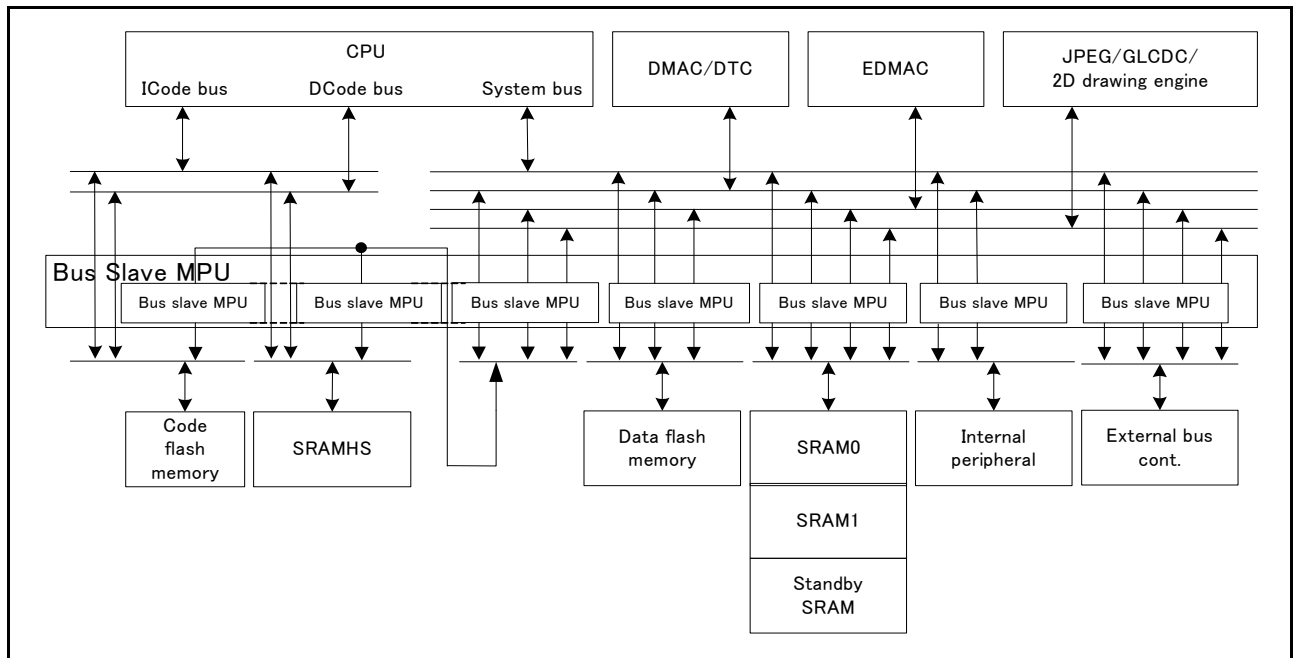 CPU
ICode bus
DCode bus
System bus
DMAC/DTC
EDMAC
JPEG/GLCDC/
2D drawing engine
Bus Slave MPU
Bus slave MPU
Bus slave MPU
Bus slave MPU
Bus slave MPU
Bus slave MPU
Bus slave MPU
Bus slave MPU
Code
flash
memory
SRAMHS
Data flash
memory
SRAM0
Internal
peripheral
External bus
cont.
SRAM1
Standby
SRAM